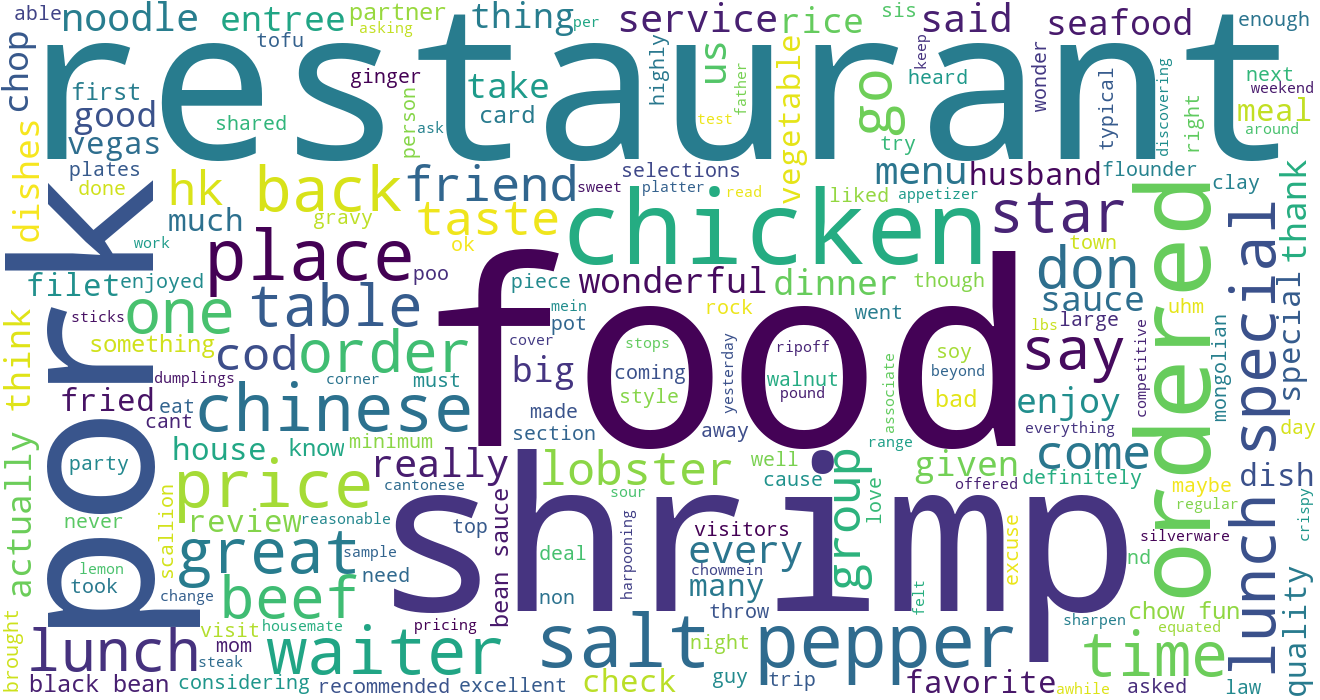 restaurant
food
shrimp
pork
chicken
ordered
lunch special
salt pepper
noodle
entree
partner
asking
thing
per
service
rice
sis
said
seafood
enough
able
tofu
chop
first
good
vegas
shared
ginger
person
take
card
ask
highly
us
father
test
vegetable
go
keep
heard
try
wonder
typical
discovering
right
next
weekend
meal
around
dishes
plates
done
hk
back
friend
sweet
selections
platter
read
menu
husband
flounder
clay
liked
appetizer
star
thank
much
gravy
taste
ok
work
place
poo
piece
wonderful
dinner
though
town
don
filet
enjoyed
one
table
mein
pot
rock
went
sauce
uhm
sticks
something
cod
order
cover
stops
ripoff
soy
lbs
large
say
special
think
dumplings
corner
must
big
coming
walnut
beyond
yesterday
associate
competitive
mongolian
fried
eat
cant
chinese
made
style
pound
bad
enjoy
section
away
range
everything
day
house
know
minimum
really
lobster
well
cause
group
love
given
offered
come
definitely
dish
actually
party
price
cantonese
sour
maybe
regular
crispy
never
scallion
review
reasonable
top
bean sauce
visitors
excuse
silverware
great
sample
deal
harpooning
every
nd
lemon
took
need
chowmein
many
change
beef
non
throw
felt
sharpen
chow fun
quality
brought
visit
housemate
pricing
equated
lunch
mom
waiter
night
time
steak
black bean
considering
recommended
excellent
check
guy
trip
favorite
awhile
asked
law